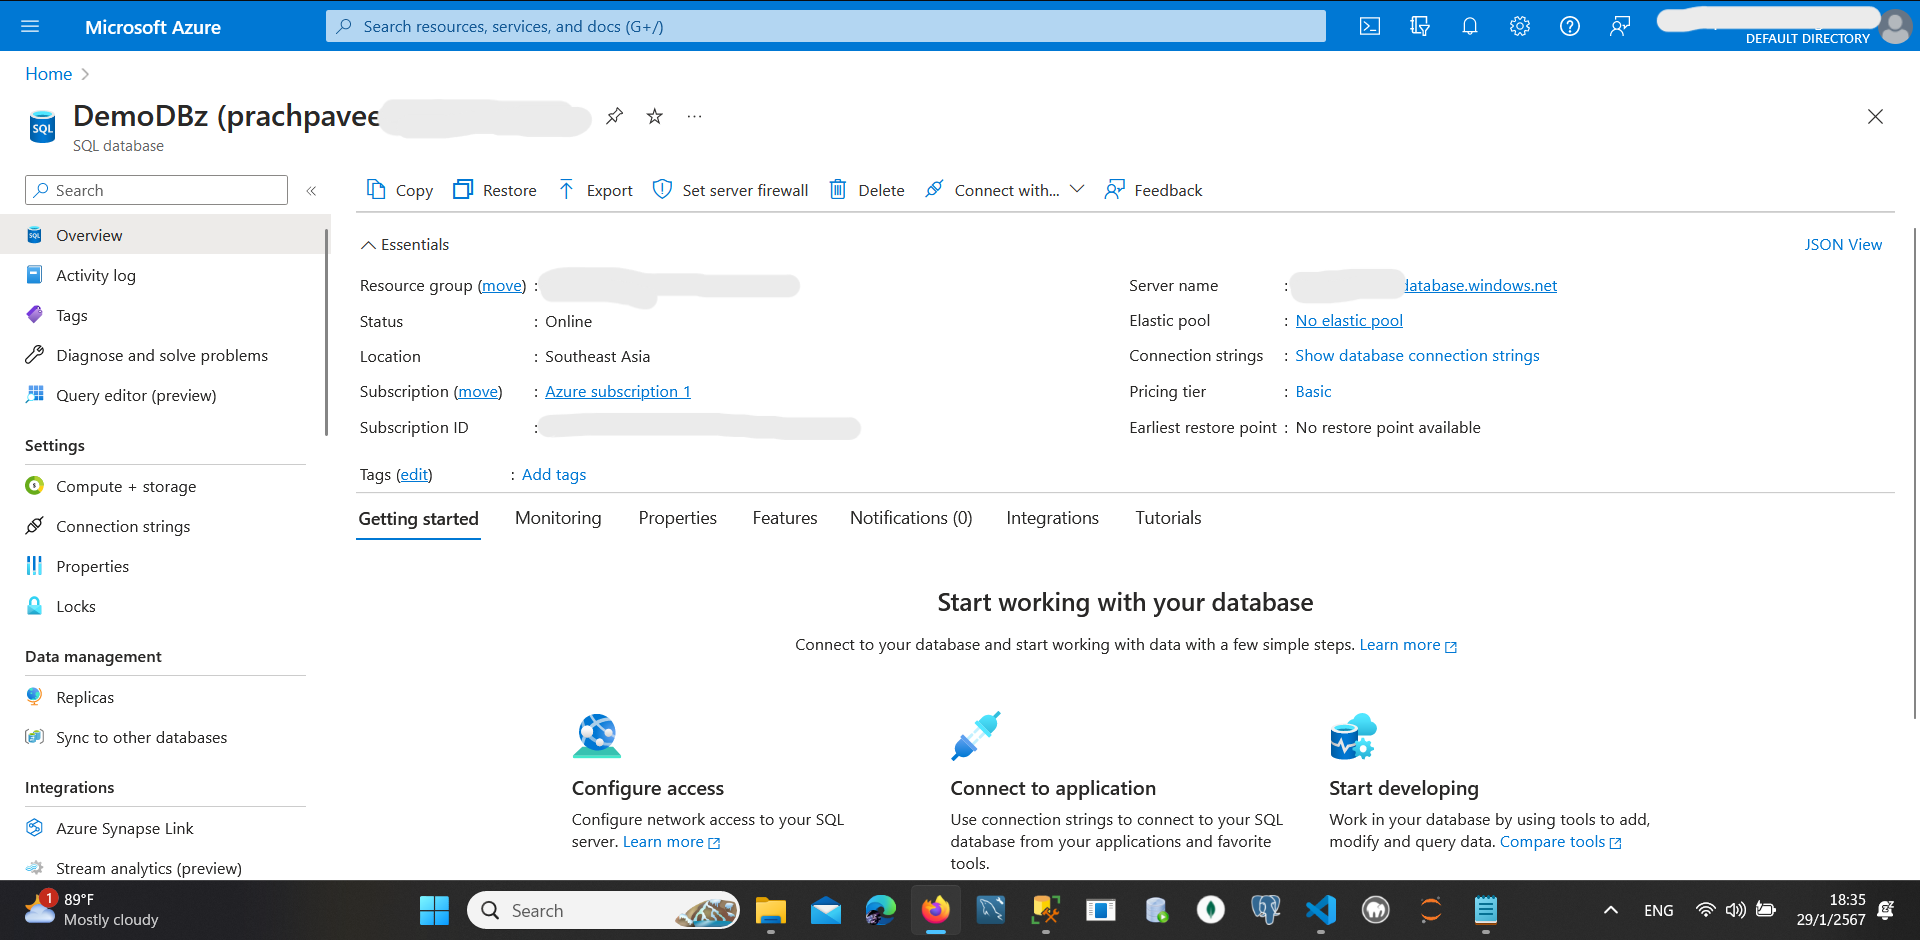 Microsoft Azure
Search resources, services, and docs (G+/)
DEFAULT DIRECTORY
Home
DemoDBz (prachpavee
SQL
SQL database
Search
Copy
Restore
Export
Set server firewall
Delete
Connect with...
Feedback
Overview
Activity log
Tags
Diagnose and solve problems
Query editor (preview)
Settings
Compute + storage
Connection strings
Properties
Locks
Data management
Replicas
Sync to other databases
Integrations
Azure Synapse Link
Stream analytics (preview)
Essentials
JSON View
Resource group (move) :
Status : Online
Location : Southeast Asia
Subscription (move) : Azure subscription 1
Subscription ID :
Server name : database.windows.net
Elastic pool : No elastic pool
Connection strings : Show database connection strings
Pricing tier : Basic
Earliest restore point : No restore point available
Tags (edit) : Add tags
Getting started
Monitoring
Properties
Features
Notifications (0)
Integrations
Tutorials
Start working with your database
Connect to your database and start working with data with a few simple steps. Learn more
Configure access
Configure network access to your SQL
server. Learn more
Connect to application
Use connection strings to connect to your SQL
database from your applications and favorite
tools.
Start developing
Work in your database by using tools to add,
modify and query data. Compare tools
1
89°F
Mostly cloudy
Search
ENG
18:35
29/1/2567